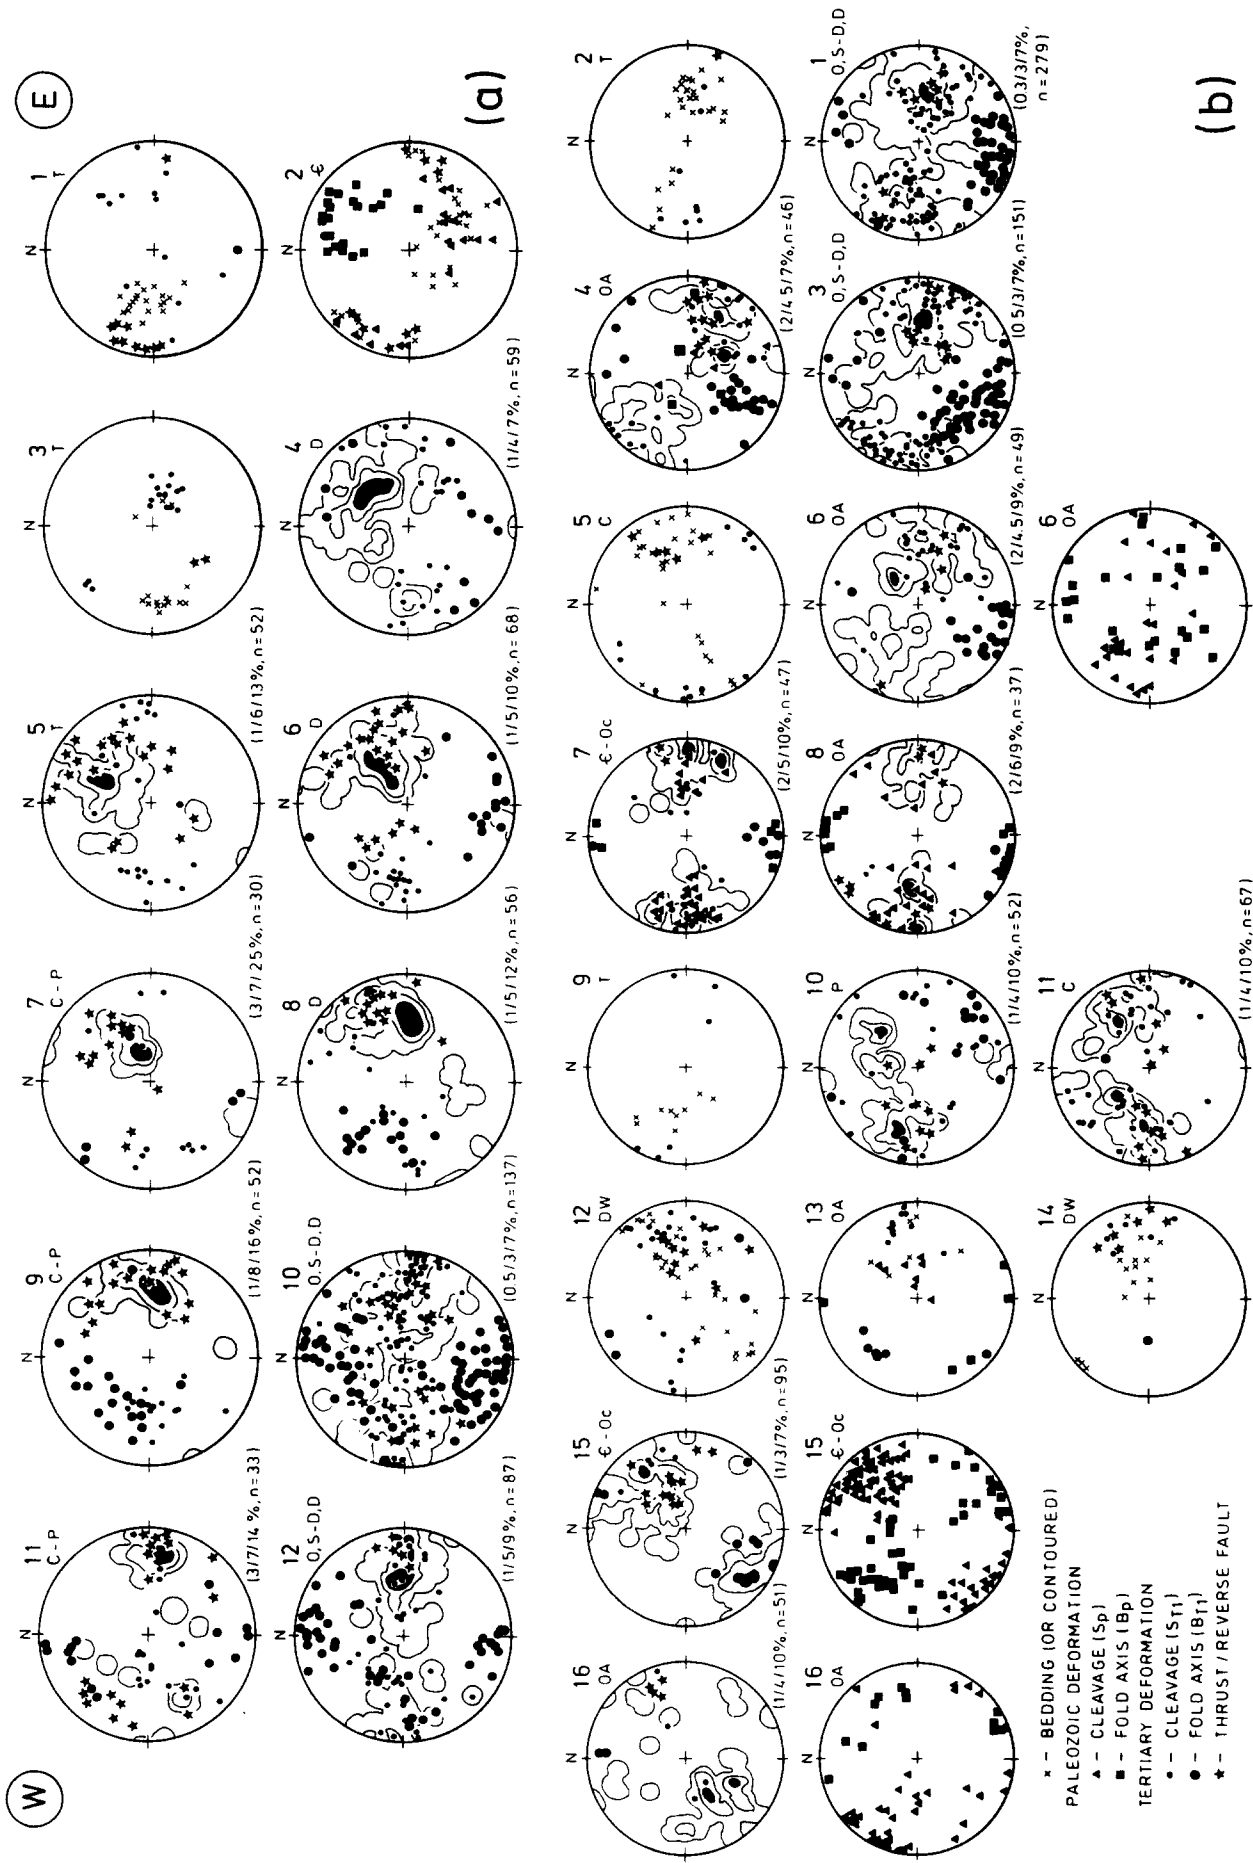 W
E
N 11 C-P
N 9 C-P
N 7 C-P
N 5 T
N 3 T
N 1 T
(3/7/14%, n=33)
(1/8/16%, n=52)
(3/7/25%, n=30)
(1/6/13%, n=52)
N 12 O,S-D,D
N 10 O,S-D,D
N 8 D
N 6 D
N 4 D
N 2 Є
(1/5/9%, n=87)
(0.5/3/7%, n=137)
(1/5/12%, n=56)
(1/5/10%, n=68)
(1/4/7%, n=59)
(a)
N 16 OA
N 15 Є-Oc
N 12 DW
N 9 T
N 7 Є-Oc
N 5 C
N 4 OA
N 2 T
(1/4/10%, n=51)
(1/3/7%, n=95)
(2/5/10%, n=47)
(2/4.5/7%, n=46)
N 16 OA
N 15 Є-Oc
N 13 OA
N 10 P
N 8 OA
N 6 OA
N 3 O,S-D,D
N 1 O,S-D,D
(1/4/10%, n=52)
(2/6/9%, n=37)
(2/4.5/9%, n=49)
(0.5/3/7%, n=151)
(0.3/3/7%,
n=279)
N 14 DW
N 11 C
N 6 OA
(1/4/10%, n=67)
x - BEDDING (OR CONTOURED)
PALEOZOIC DEFORMATION
▲ - CLEAVAGE (Sp)
■ - FOLD AXIS (Bp)
TERTIARY DEFORMATION
• - CLEAVAGE (ST1)
● - FOLD AXIS (BT1)
★ - THRUST / REVERSE FAULT
(b)